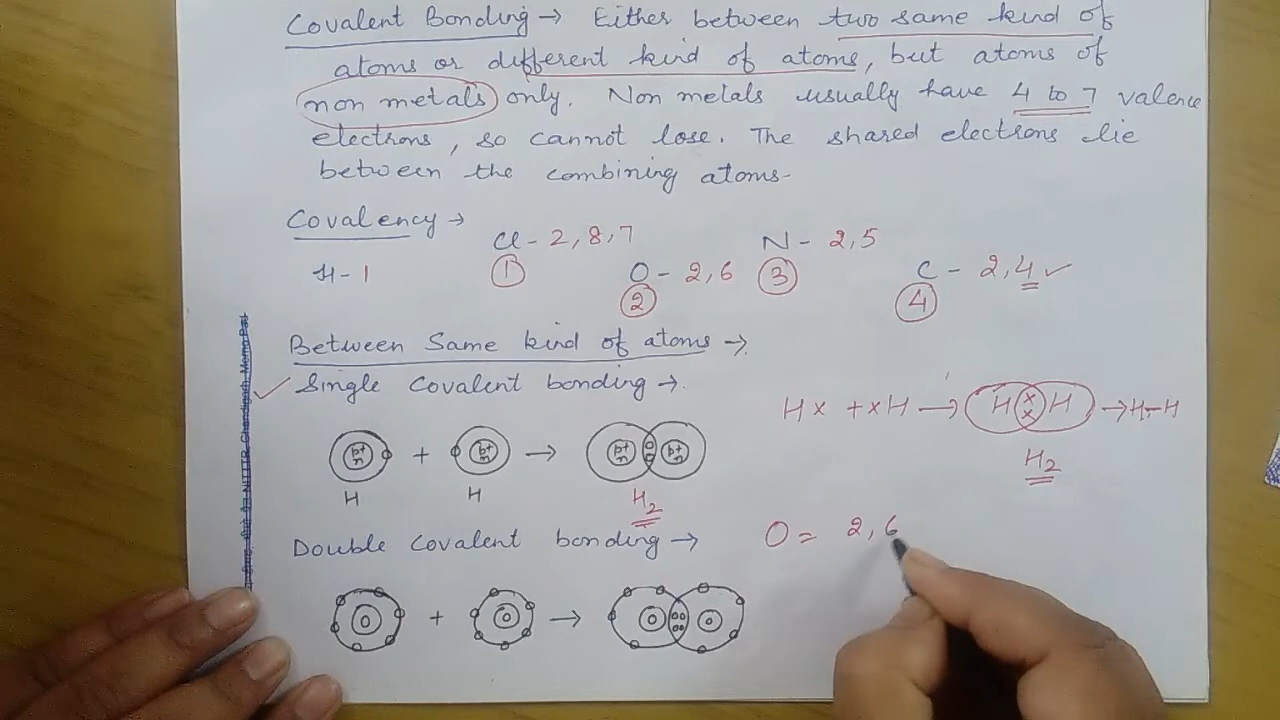 Covalent Bonding → Either between two same kind of
atoms or different kind of atoms, but atoms of
non metals only. Non metals usually have 4 to 7 valence
electrons, so cannot lose. The shared electrons lie
between the combining atoms-
Covalency →
Cl - 2, 8, 7
N - 2, 5
H - 1
①
O - 2, 6
③
C - 2, 4 ✓
②
④
Between Same kind of atoms →
✓ Single Covalent bonding →.
H x + x H → H x x H → H - H
H2
p+ n + p+ n → p+ n p+ n
H H H2
Double Covalent bonding → O = 2, 6
O + O → O O